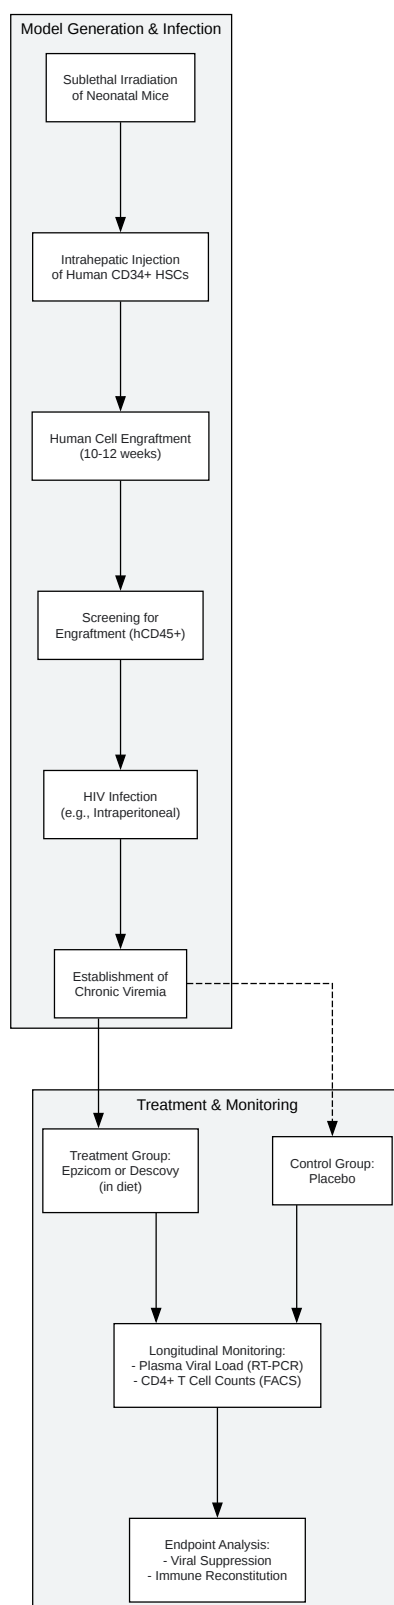 Model Generation & Infection
Sublethal Irradiation
of Neonatal Mice
Intrahepatic Injection
of Human CD34+ HSCs
Human Cell Engraftment
(10-12 weeks)
Screening for
Engraftment (hCD45+)
HIV Infection
(e.g., Intraperitoneal)
Establishment of
Chronic Viremia
Treatment & Monitoring
Treatment Group:
Epzicom or Descovy
(in diet)
Control Group:
Placebo
Longitudinal Monitoring:
- Plasma Viral Load (RT-PCR)
- CD4+ T Cell Counts (FACS)
Endpoint Analysis:
- Viral Suppression
- Immune Reconstitution